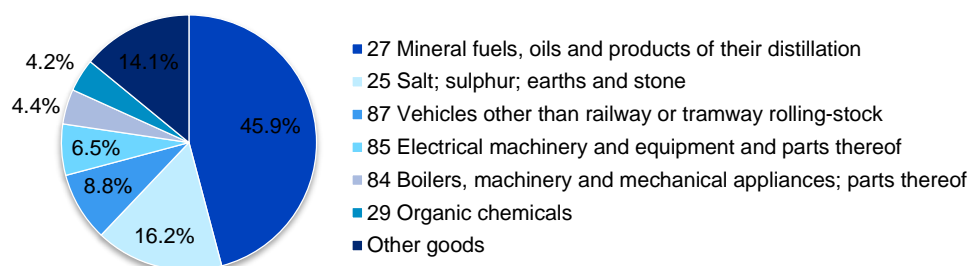 14.1%
4.2%
4.4%
6.5%
8.8%
16.2%
45.9%
27 Mineral fuels, oils and products of their distillation
25 Salt; sulphur; earths and stone
87 Vehicles other than railway or tramway rolling-stock
85 Electrical machinery and equipment and parts thereof
84 Boilers, machinery and mechanical appliances; parts thereof
29 Organic chemicals
Other goods